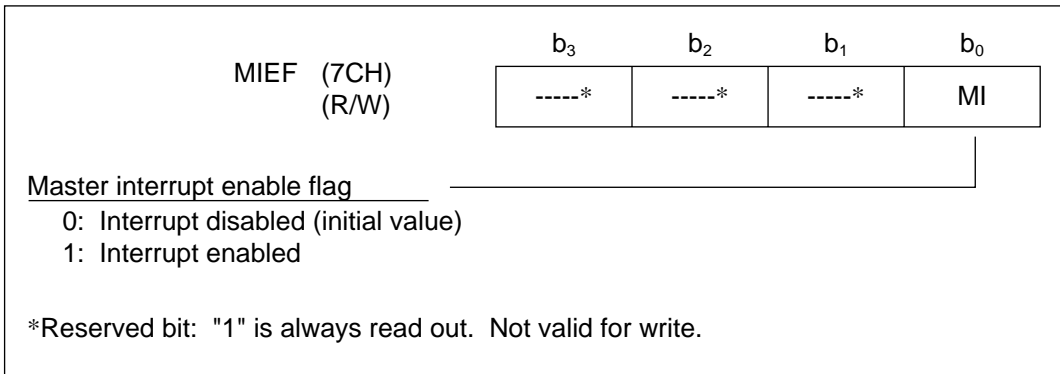 b₃ b₂ b₁ b₀
MIEF (7CH) -----* -----* -----* MI
(R/W)
Master interrupt enable flag
0: Interrupt disabled (initial value)
1: Interrupt enabled
*Reserved bit: "1" is always read out. Not valid for write.